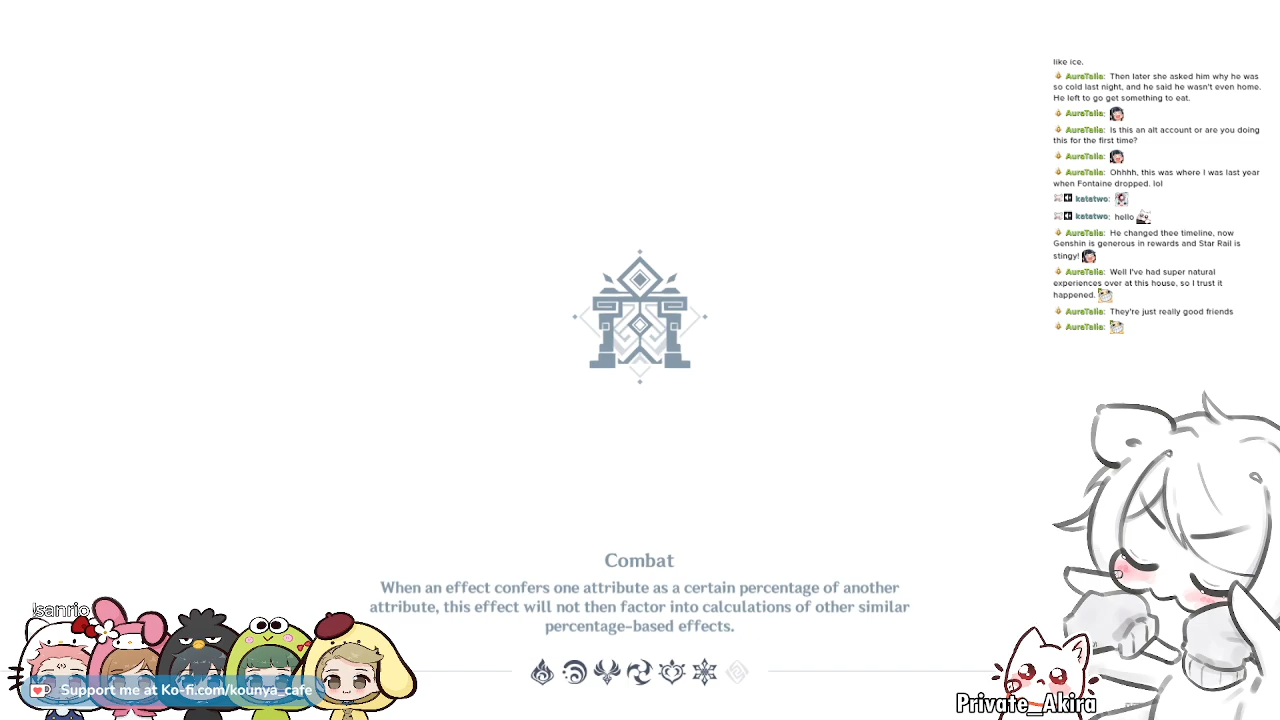 like ice.
AuraTalia: Then later she asked him why he was
so cold last night, and he said he wasn't even home.
He left to go get something to eat.
AuraTalia:
AuraTalia: Is this an alt account or are you doing
this for the first time?
AuraTalia:
AuraTalia: Ohhhh, this was where I was last year
when Fontaine dropped. lol
katatwo:
katatwo: hello
AuraTalia: He changed thee timeline, now
Genshin is generous in rewards and Star Rail is
stingy!
AuraTalia: Well I've had super natural
experiences over at this house, so I trust it
happened.
AuraTalia: They're just really good friends
AuraTalia:
Combat
When an effect confers one attribute as a certain percentage of another
attribute, this effect will not then factor into calculations of other similar
percentage-based effects.
!sanrio
Support me at Ko-fi.com/kounya_cafe
Private_Akira